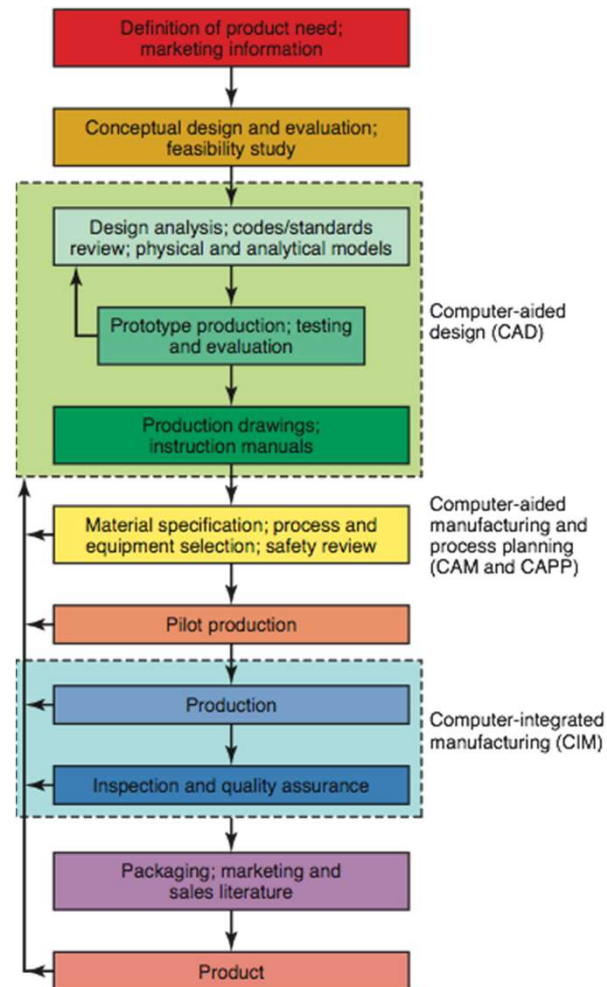 Definition of product need;
marketing information
Conceptual design and evaluation;
feasibility study
Design analysis; codes/standards
review; physical and analytical models
Prototype production; testing
and evaluation
Computer-aided
design (CAD)
Production drawings;
instruction manuals
Material specification; process and
equipment selection; safety review
Computer-aided
manufacturing and
process planning
(CAM and CAPP)
Pilot production
Production
Computer-integrated
manufacturing (CIM)
Inspection and quality assurance
Packaging; marketing and
sales literature
Product